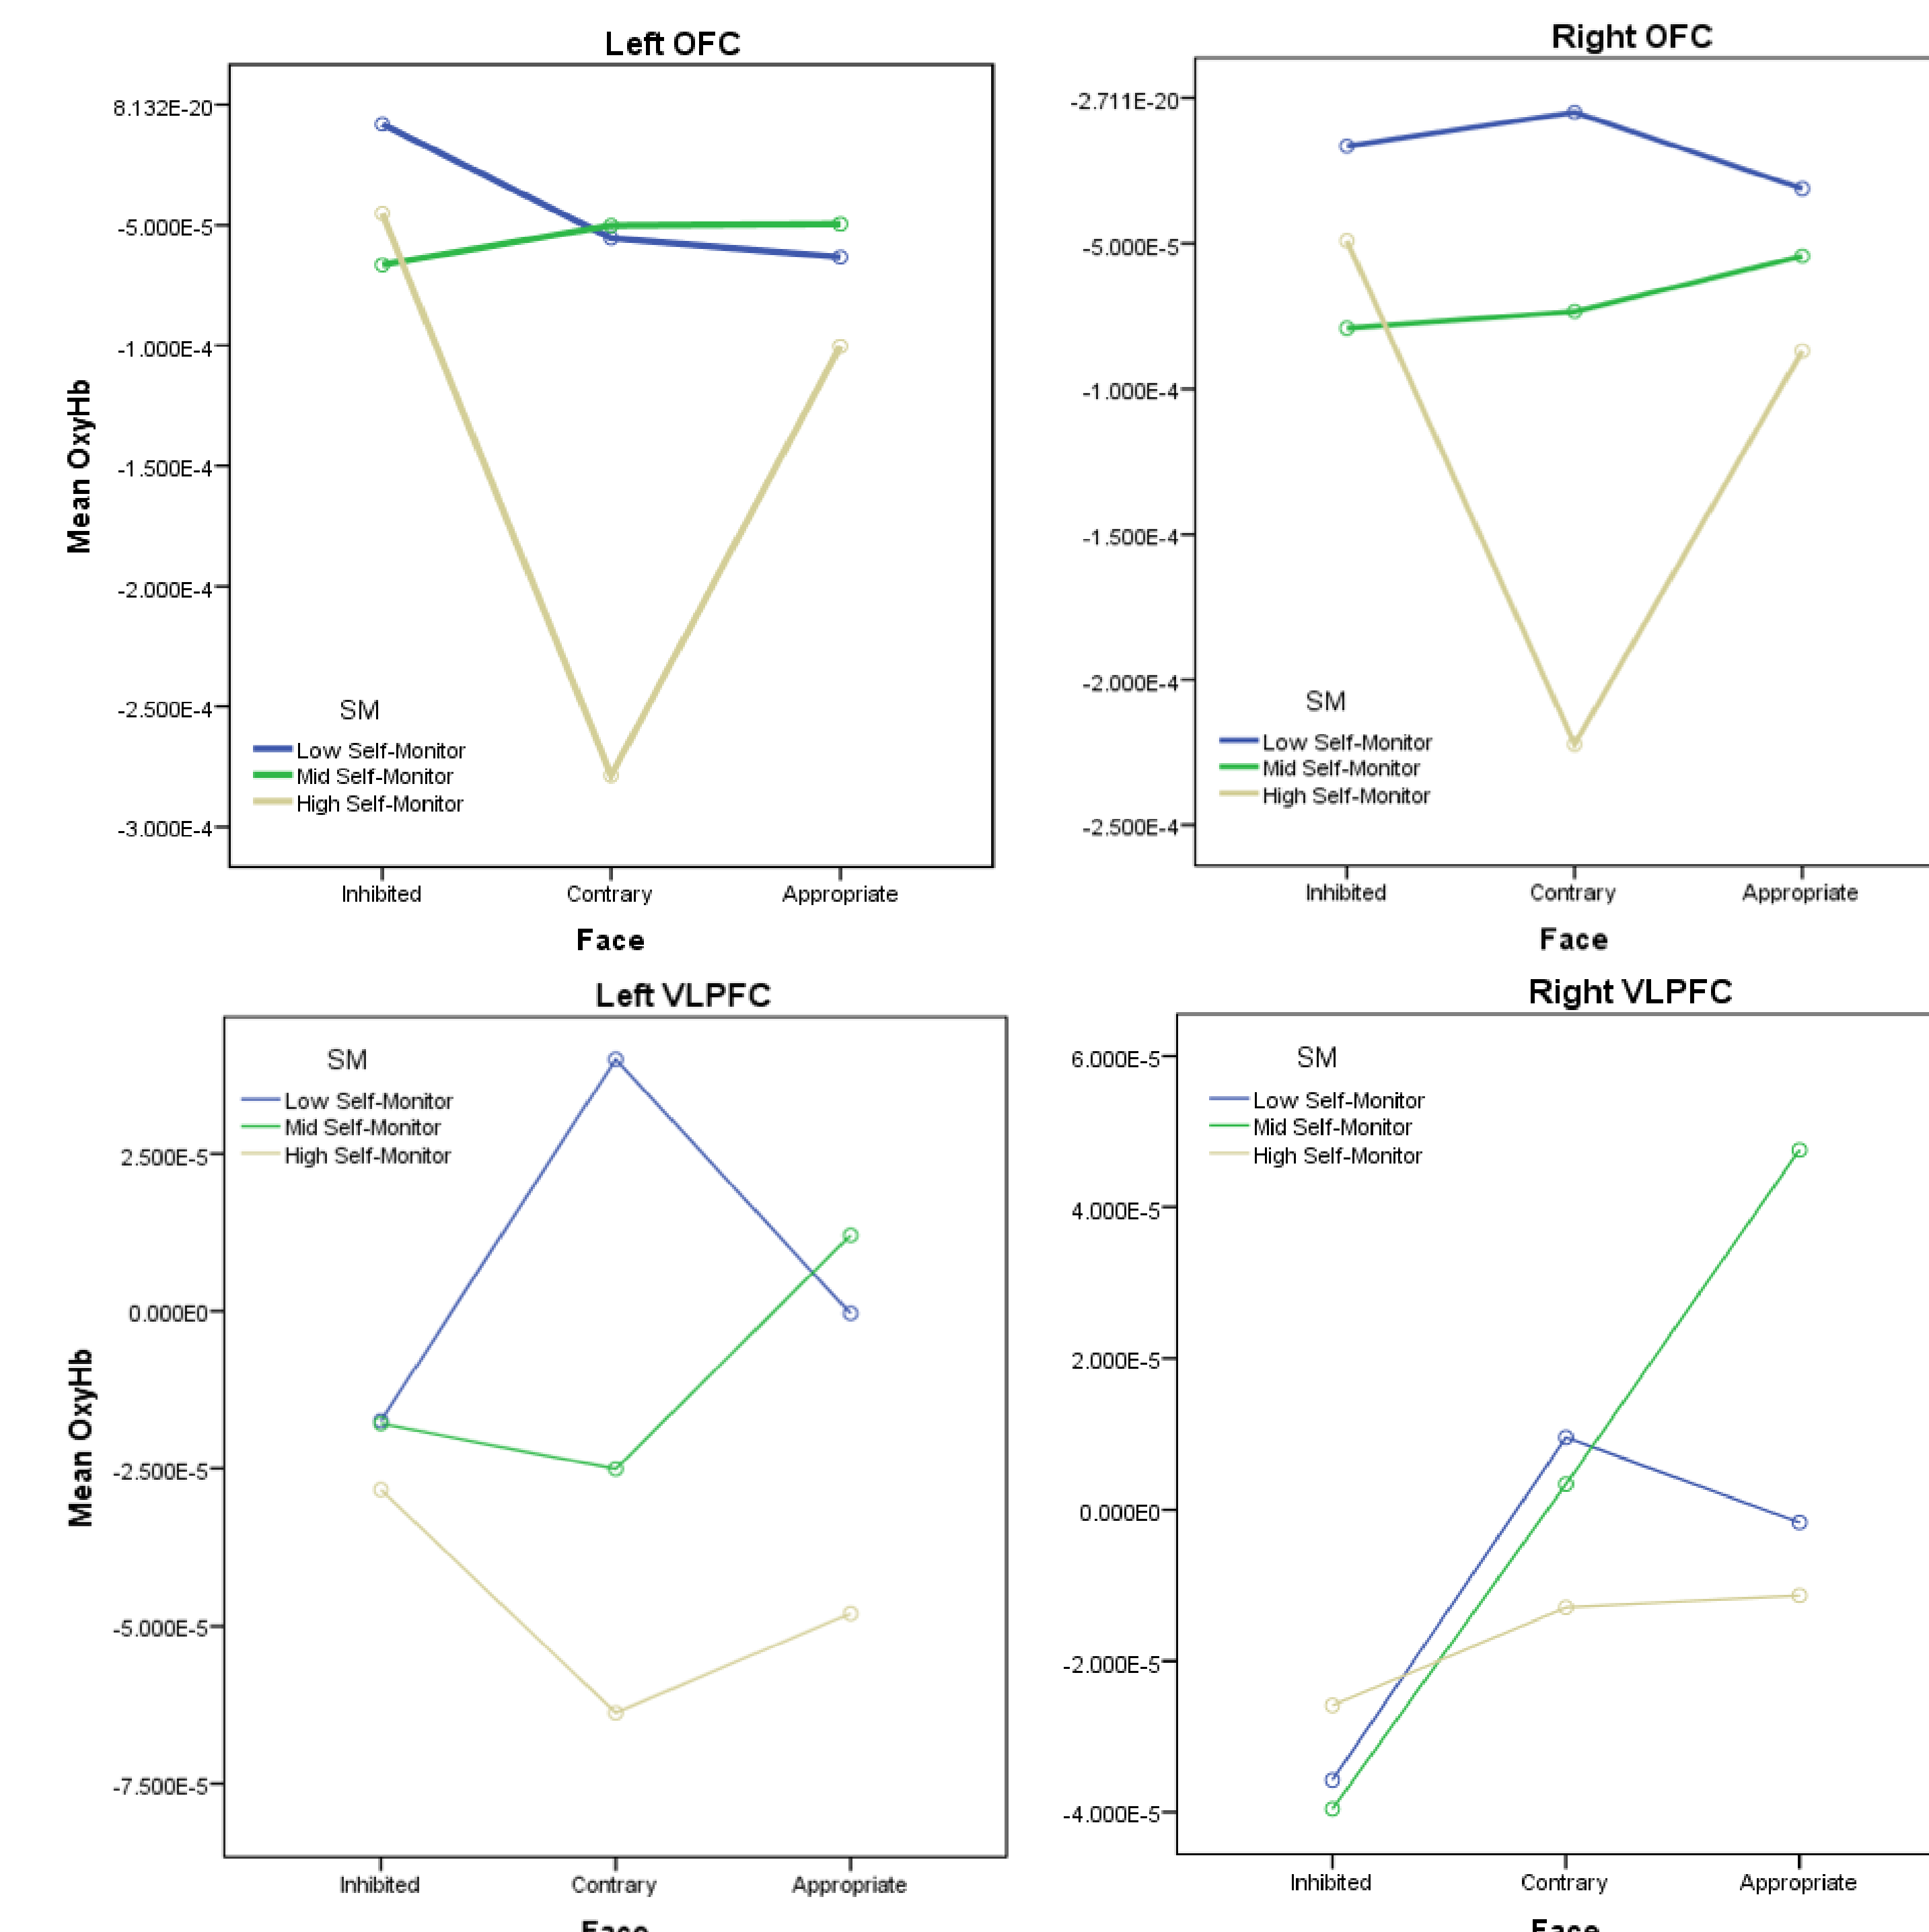 Left OFC
8.132E-20
-5.000E-5
-1.000E-4
-1.500E-4
-2.000E-4
-2.500E-4
-3.000E-4
Mean OxyHb
SM
Low Self-Monitor
Mid Self-Monitor
High Self-Monitor
Inhibited Contrary Appropriate
Face
Right OFC
-2.711E-20
-5.000E-5
-1.000E-4
-1.500E-4
-2.000E-4
-2.500E-4
SM
Low Self-Monitor
Mid Self-Monitor
High Self-Monitor
Inhibited Contrary Appropriate
Face
Left VLPFC
SM
Low Self-Monitor
Mid Self-Monitor
High Self-Monitor
2.500E-5
0.000E0
-2.500E-5
-5.000E-5
-7.500E-5
Mean OxyHb
Inhibited Contrary Appropriate
Face
Right VLPFC
SM
Low Self-Monitor
Mid Self-Monitor
High Self-Monitor
6.000E-5
4.000E-5
2.000E-5
0.000E0
-2.000E-5
-4.000E-5
Inhibited Contrary Appropriate
Face